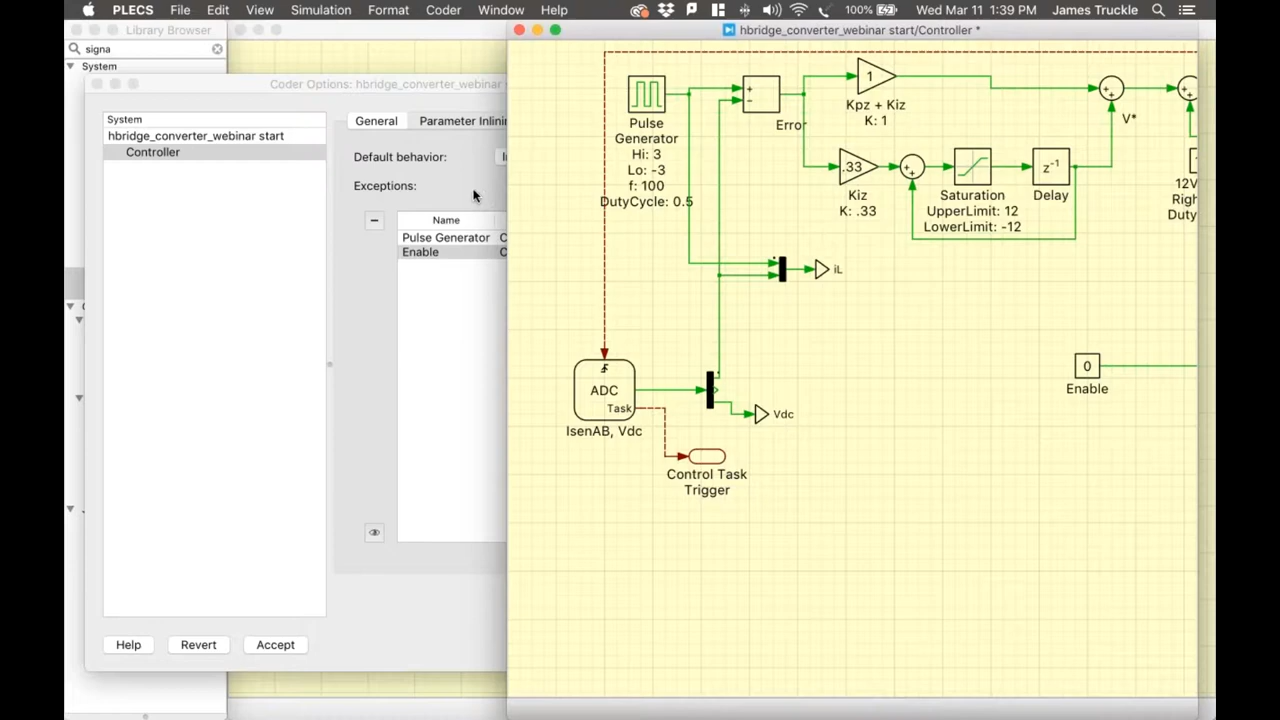 PLECS File Edit View Simulation Format Coder Window Help 100% Wed Mar 11 1:39 PM James Truckle
Library Browser
signa
System
Coder Options: hbridge_converter_webinar s
System
hbridge_converter_webinar start
Controller
General Parameter Inlinin
Default behavior:
Exceptions:
Name
Pulse Generator C
Enable C
Help Revert Accept
hbridge_converter_webinar start/Controller *
Pulse
Generator
Hi: 3
Lo: -3
f: 100
DutyCycle: 0.5
+
−
Error
1
Kpz + Kiz
K: 1
V*
.33
Kiz
K: .33
Saturation
UpperLimit: 12
LowerLimit: -12
z-1
Delay
12V
Righ
Duty
iL
ADC
Task
IsenAB, Vdc
Vdc
Control Task
Trigger
0
Enable